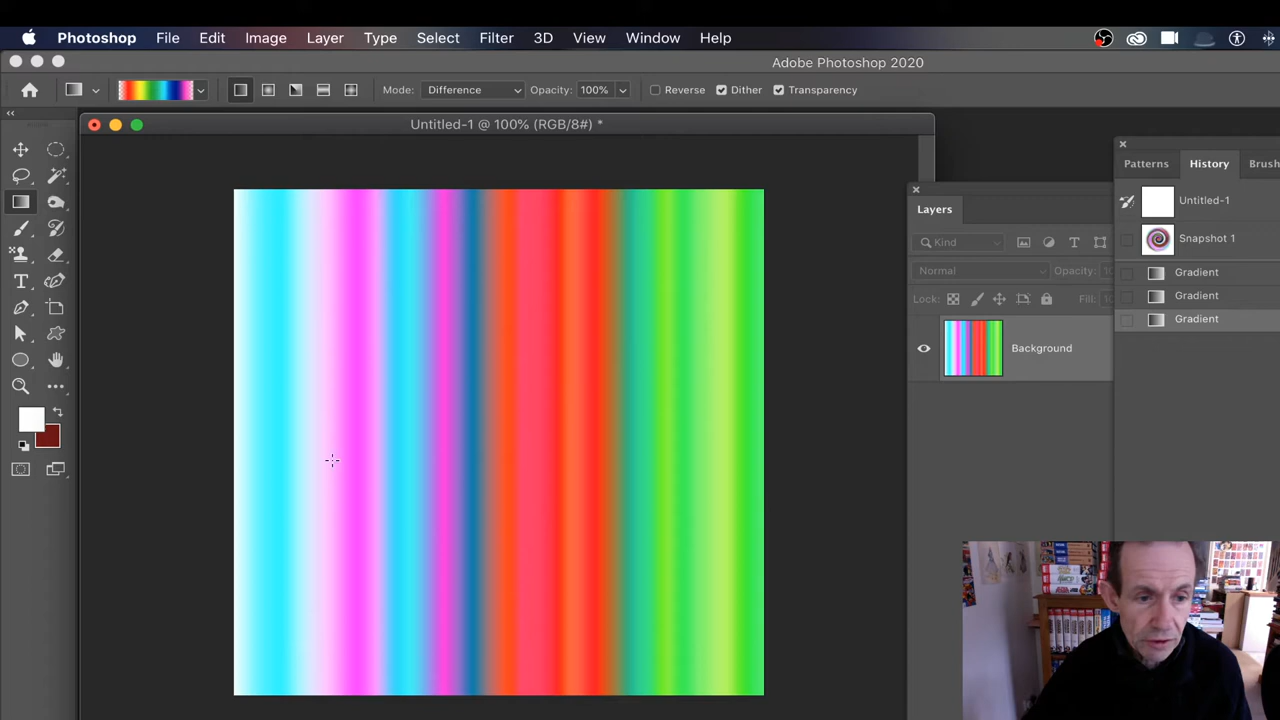 Photoshop File Edit Image Layer Type Select Filter 3D View Window Help
Adobe Photoshop 2020
Mode: Difference Opacity: 100% Reverse Dither Transparency
Untitled-1 @ 100% (RGB/8#) *
Patterns History Brush
Untitled-1
Snapshot 1
Gradient
Gradient
Gradient
Layers
Kind
Normal Opacity: 10
Lock: Fill: 1
Background